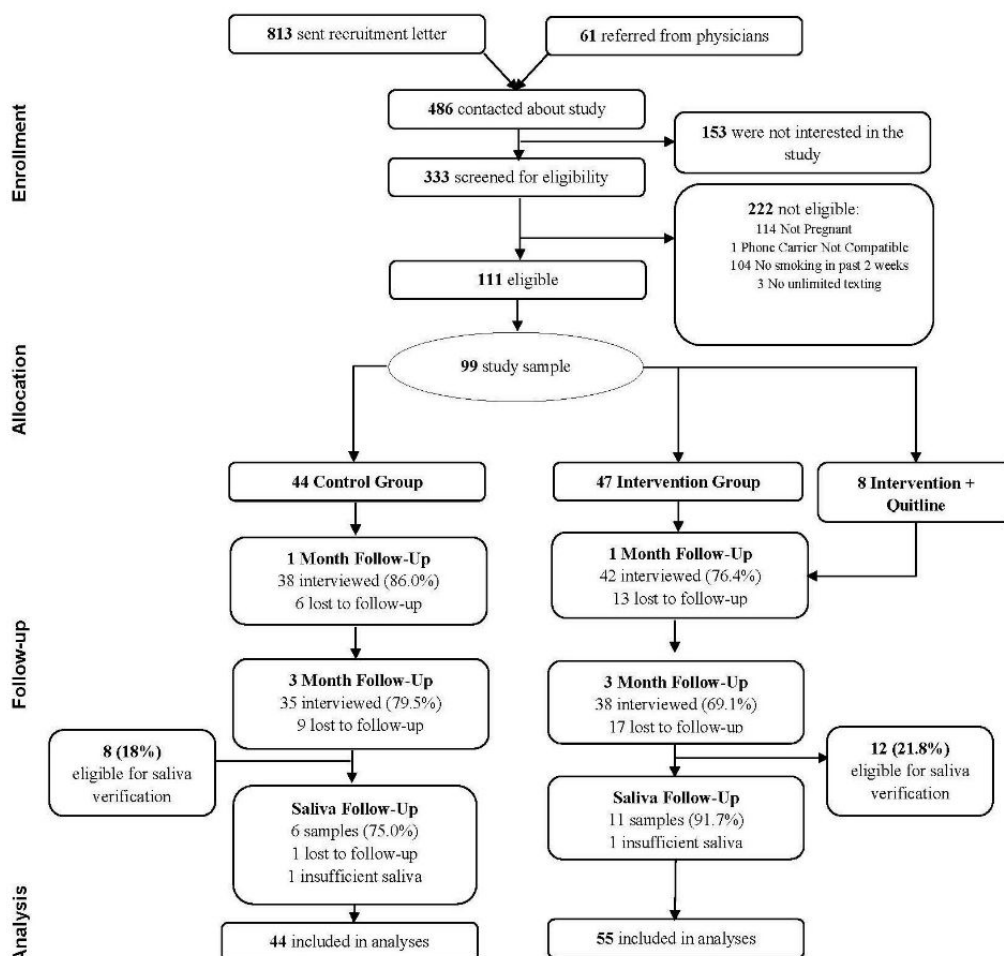 813 sent recruitment letter
61 referred from physicians
486 contacted about study
153 were not interested in the
study
333 screened for eligibility
222 not eligible:
114 Not Pregnant
1 Phone Carrier Not Compatible
104 No smoking in past 2 weeks
3 No unlimited texting
111 eligible
Enrollment
99 study sample
Allocation
44 Control Group
47 Intervention Group
8 Intervention +
Quitline
1 Month Follow-Up
38 interviewed (86.0%)
6 lost to follow-up
1 Month Follow-Up
42 interviewed (76.4%)
13 lost to follow-up
Follow-up
3 Month Follow-Up
35 interviewed (79.5%)
9 lost to follow-up
3 Month Follow-Up
38 interviewed (69.1%)
17 lost to follow-up
8 (18%)
eligible for saliva
verification
12 (21.8%)
eligible for saliva
verification
Saliva Follow-Up
6 samples (75.0%)
1 lost to follow-up
1 insufficient saliva
Saliva Follow-Up
11 samples (91.7%)
1 insufficient saliva
Analysis
44 included in analyses
55 included in analyses